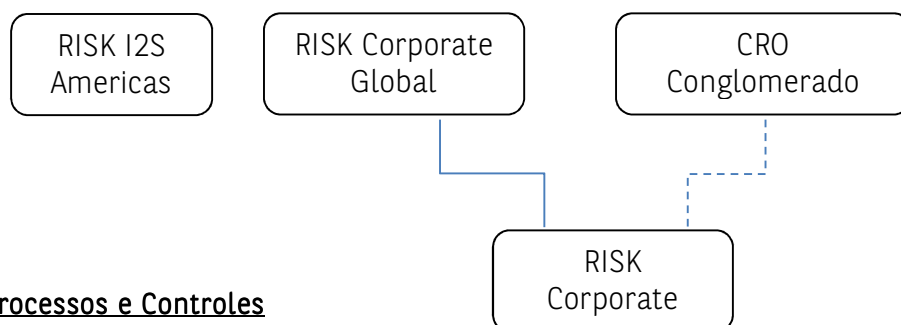 RISK I2S
Americas
RISK Corporate
Global
CRO
Conglomerado
RISK
Corporate
rocessos e Controles